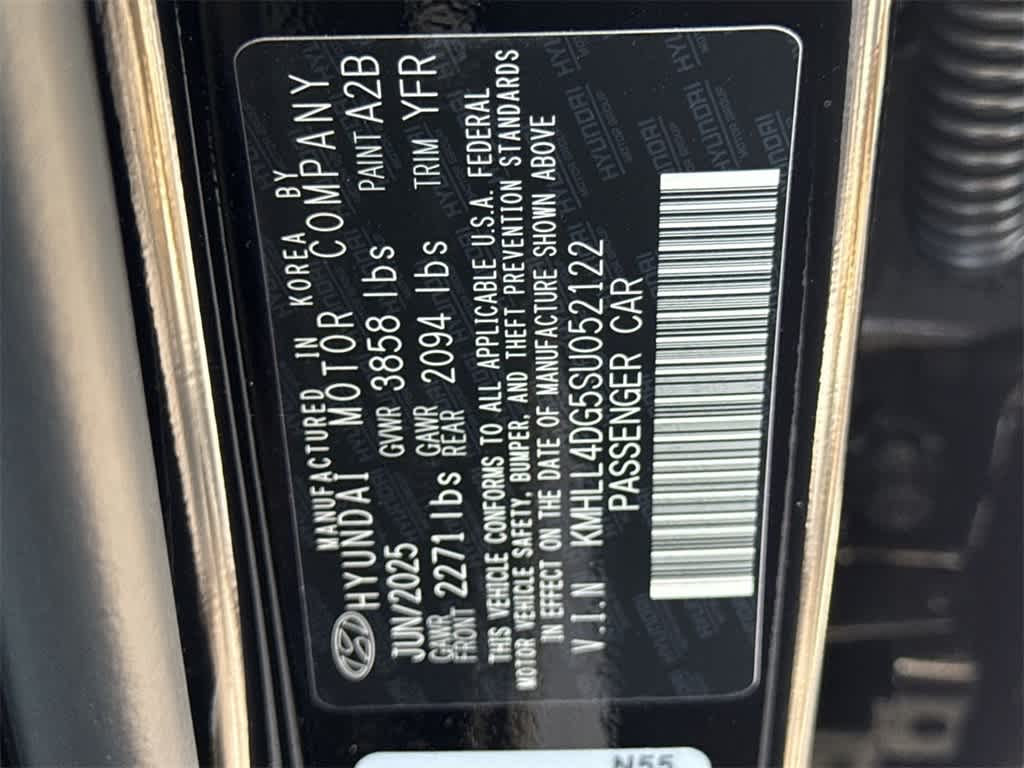 MANUFACTURED IN KOREA BY
HYUNDAI MOTOR COMPANY
JUN/2025 GVWR 3858 lbs PAINT A2B
GAWR FRONT 2271 lbs GAWR REAR 2094 lbs TRIM YFR
THIS VEHICLE CONFORMS TO ALL APPLICABLE U.S.A. FEDERAL
MOTOR VEHICLE SAFETY, BUMPER, AND THEFT PREVENTION STANDARDS
IN EFFECT ON THE DATE OF MANUFACTURE SHOWN ABOVE
V.I.N KMHLL4DG5SU052122
PASSENGER CAR
N55